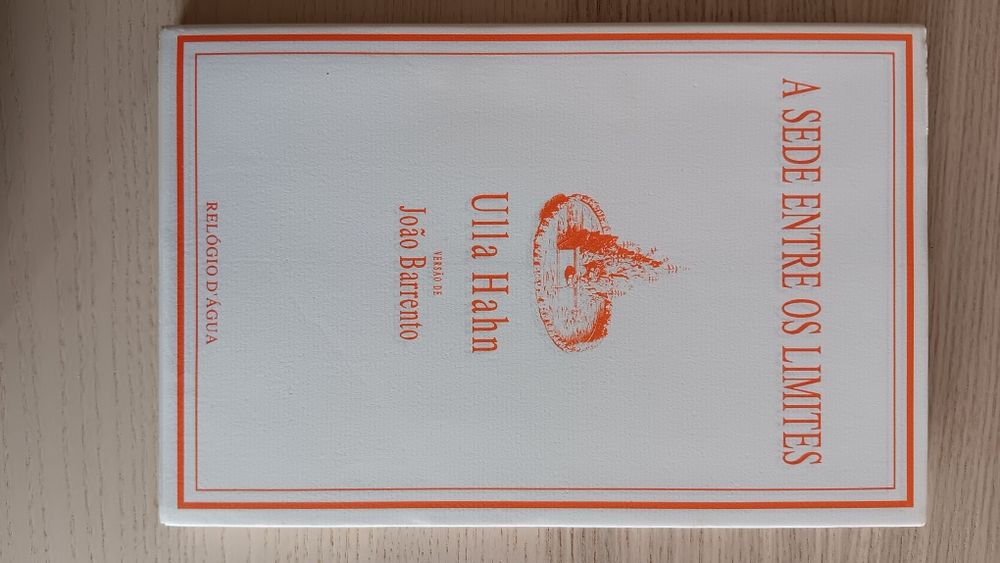 A SEDE ENTRE OS LIMITES
Ulla Hahn
VERSÃO DE
João Barrento
RELÓGIO D'ÁGUA